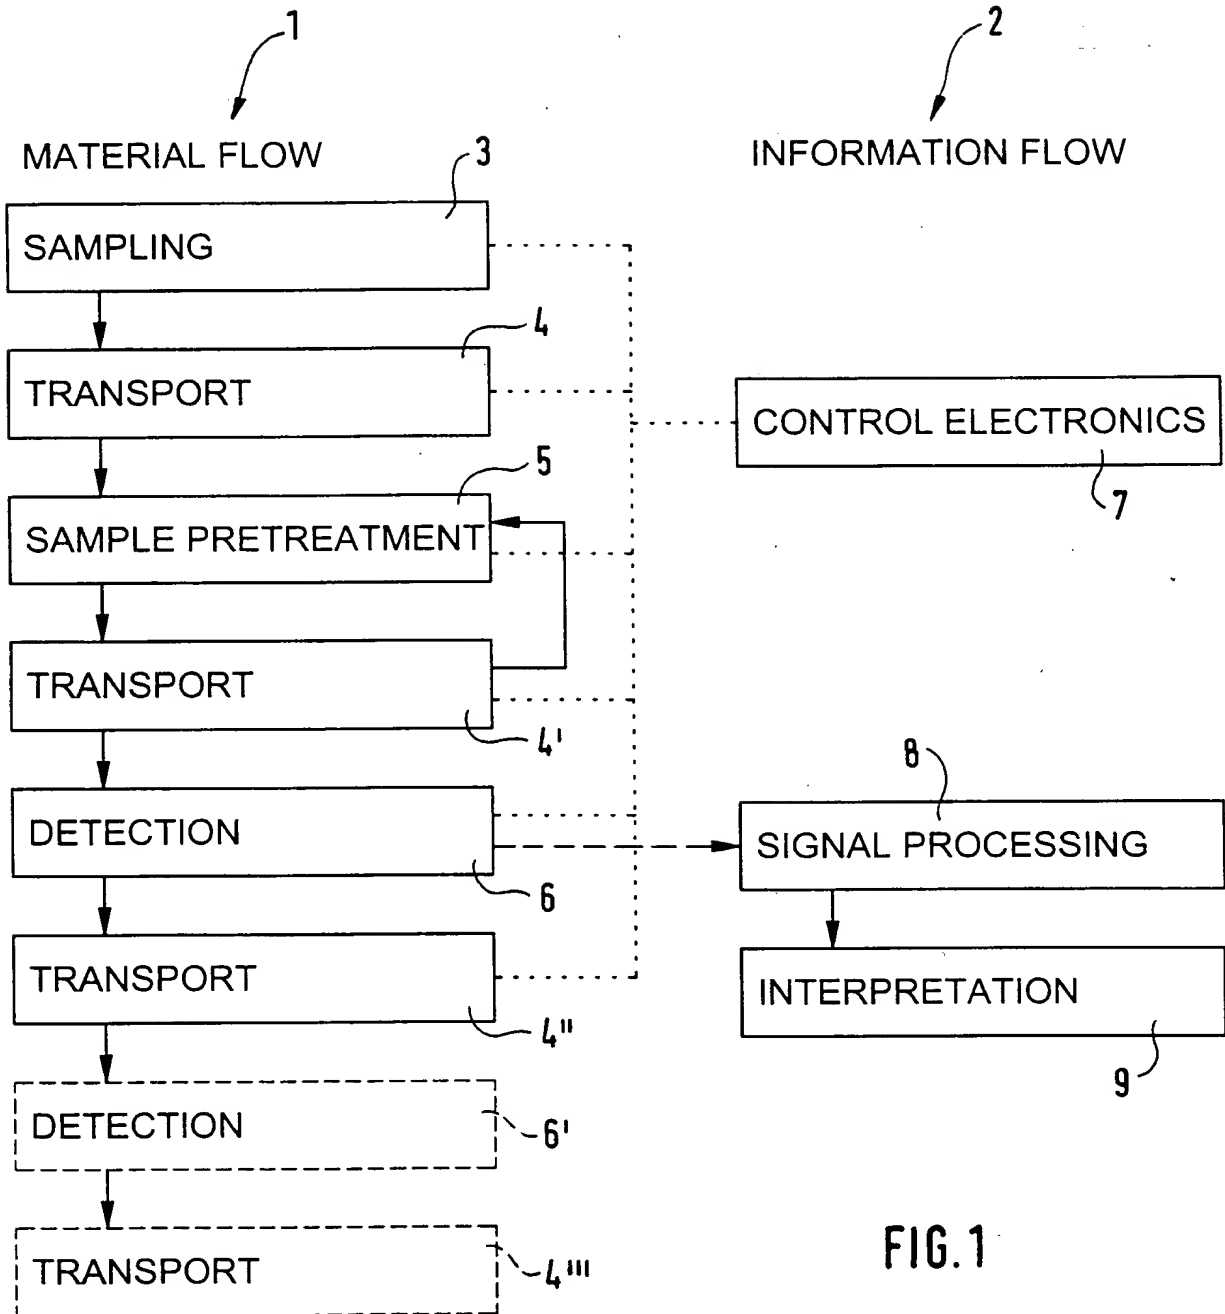 1
2
MATERIAL FLOW
INFORMATION FLOW
3
SAMPLING
4
TRANSPORT
CONTROL ELECTRONICS
7
5
SAMPLE PRETREATMENT
TRANSPORT
4'
8
DETECTION
SIGNAL PROCESSING
6
TRANSPORT
INTERPRETATION
4''
9
DETECTION
6'
TRANSPORT
4'''
FIG.1